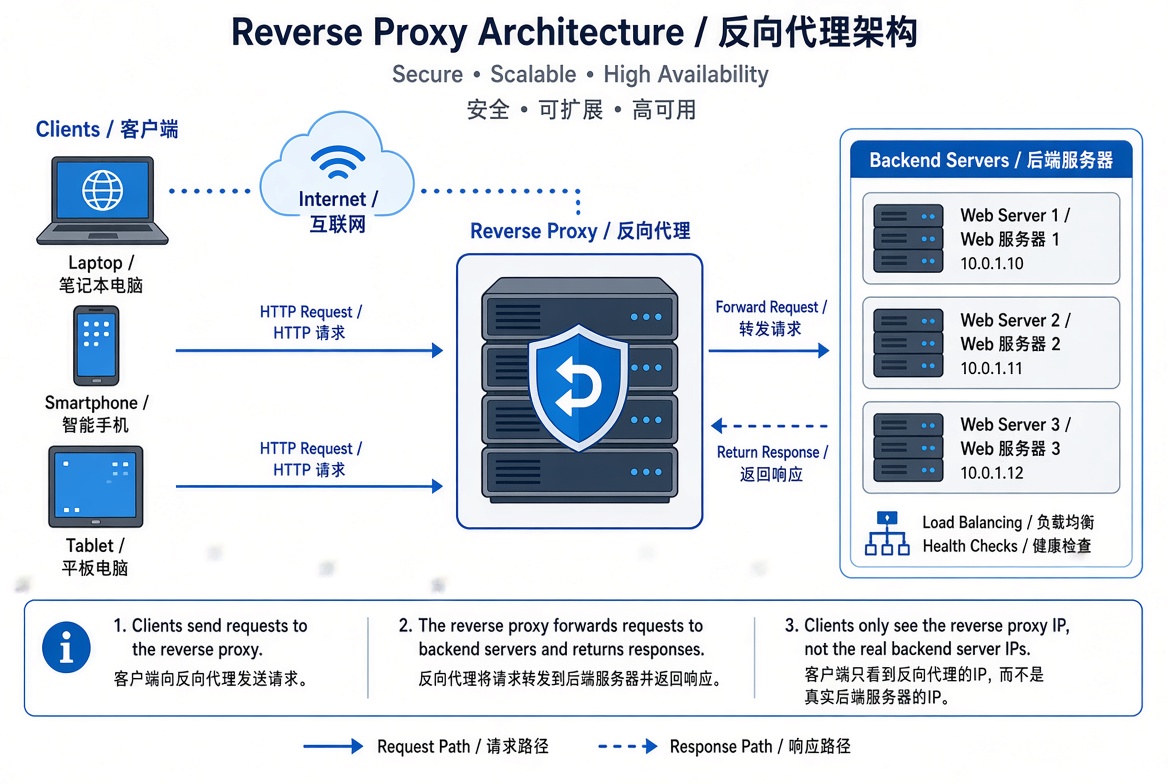 Reverse Proxy Architecture / 反向代理架构
Secure • Scalable • High Availability
安全 • 可扩展 • 高可用
Clients / 客户端
Laptop /
笔记本电脑
Smartphone /
智能手机
Tablet /
平板电脑
Internet /
互联网
HTTP Request /
HTTP 请求
HTTP Request /
HTTP 请求
Reverse Proxy / 反向代理
Forward Request /
转发请求
Return Response /
返回响应
Backend Servers / 后端服务器
Web Server 1 /
Web 服务器 1
10.0.1.10
Web Server 2 /
Web 服务器 2
10.0.1.11
Web Server 3 /
Web 服务器 3
10.0.1.12
Load Balancing / 负载均衡
Health Checks / 健康检查
1. Clients send requests to
the reverse proxy.
客户端向反向代理发送请求。
2. The reverse proxy forwards requests to
backend servers and returns responses.
反向代理将请求转发到后端服务器并返回响应。
3. Clients only see the reverse proxy IP,
not the real backend server IPs.
客户端只看到反向代理的IP，而不是
真实后端服务器的IP。
Request Path / 请求路径
Response Path / 响应路径